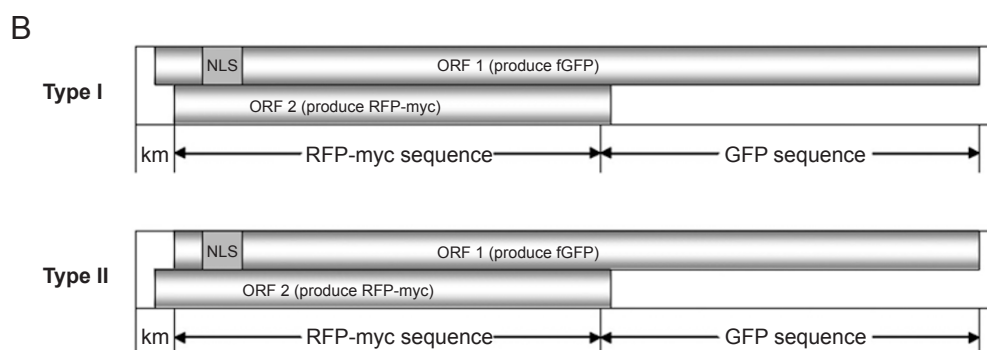 B
NLS ORF 1 (produce fGFP)
Type I
ORF 2 (produce RFP-myc)
km RFP-myc sequence GFP sequence
NLS ORF 1 (produce fGFP)
Type II
ORF 2 (produce RFP-myc)
km RFP-myc sequence GFP sequence